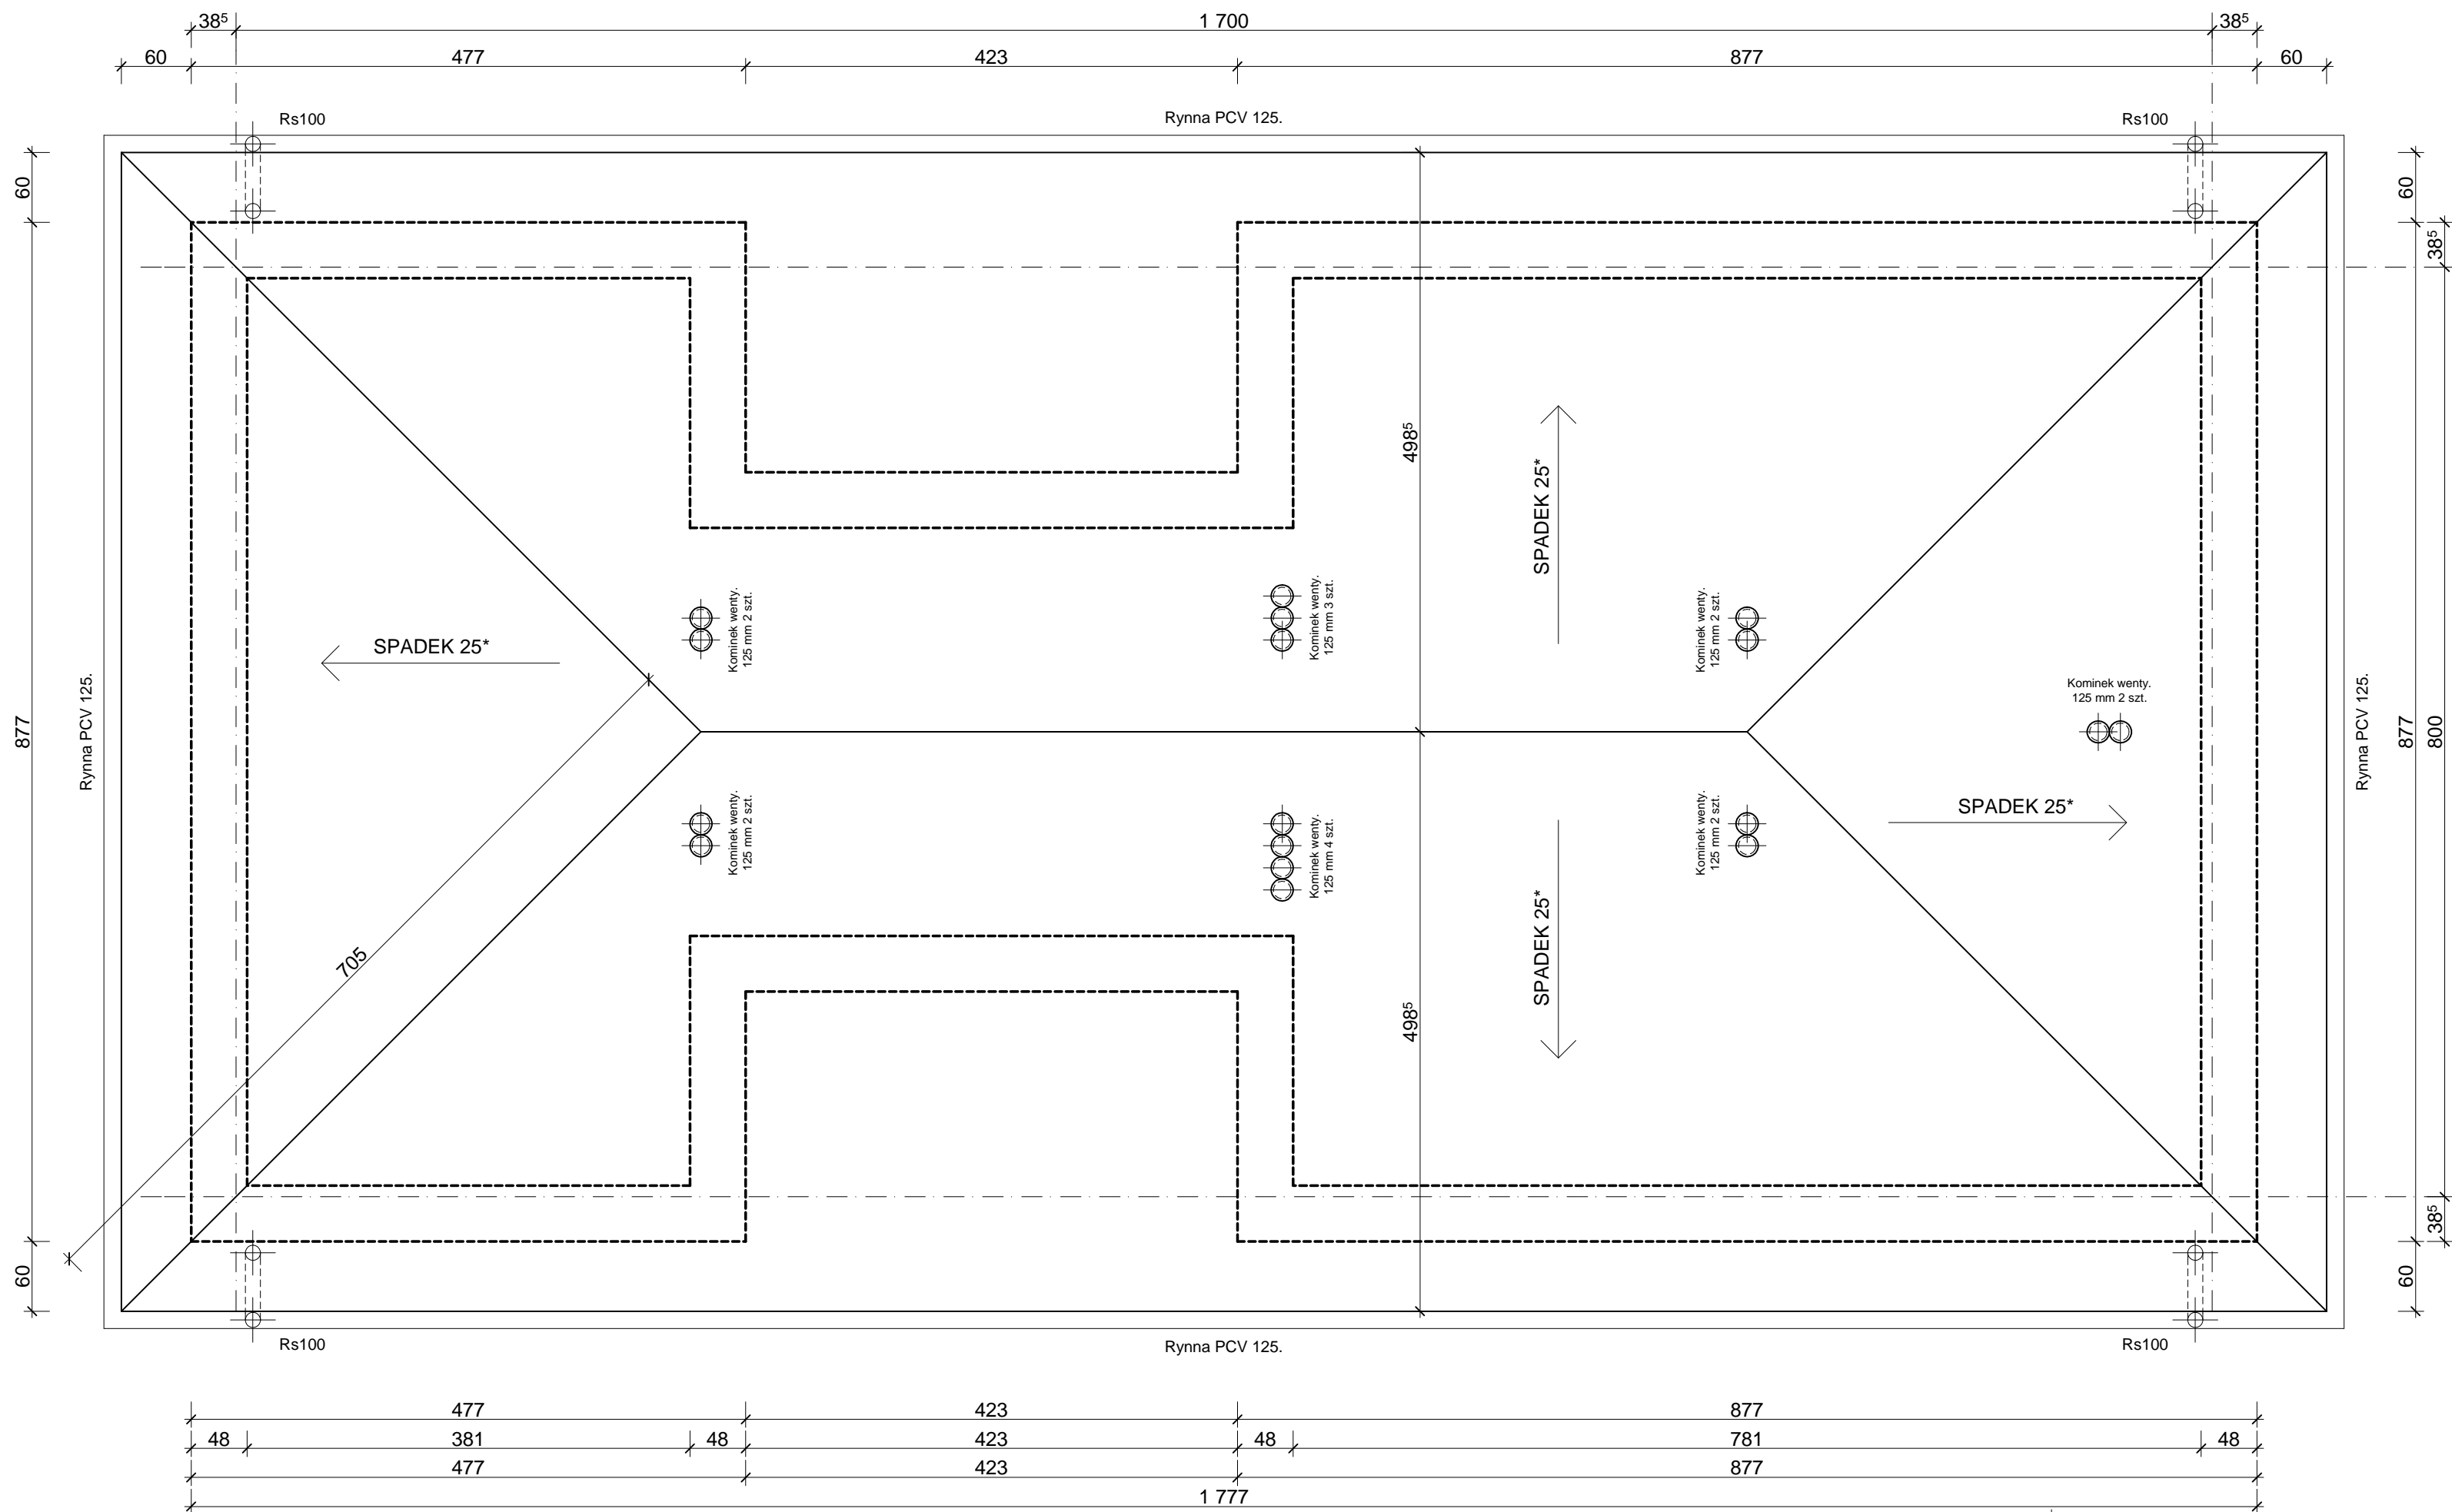 38⁵ 1 700 38⁵
60 477 423 877 60
Rs100
Rynna PCV 125.
Rs100
60
877
60
Rynna PCV 125.
SPADEK 25*
705
Kominek wenty.
125 mm 2 szt.
Kominek wenty.
125 mm 3 szt.
498⁵
SPADEK 25*
Kominek wenty.
125 mm 2 szt.
Kominek wenty.
125 mm 2 szt.
SPADEK 25*
Kominek wenty.
125 mm 2 szt.
Kominek wenty.
125 mm 4 szt.
498⁵
SPADEK 25*
Kominek wenty.
125 mm 2 szt.
Rynna PCV 125.
60
877
60
38⁵
800
38⁵
Rs100
Rynna PCV 125.
Rs100
477 423 877
48 381 48 423 48 781 48
477 423 877
1 777